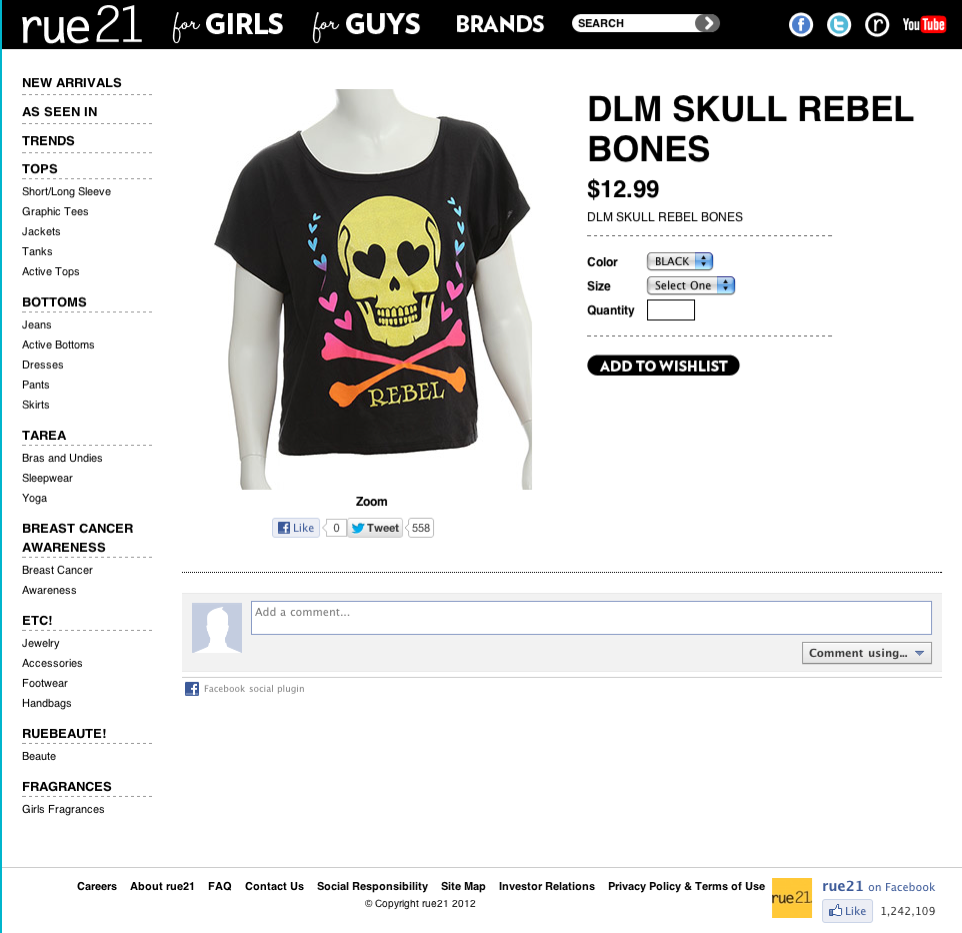 rue21
for GIRLS
for GUYS
BRANDS
SEARCH
f
t
r
YouTube
NEW ARRIVALS
AS SEEN IN
TRENDS
TOPS
Short/Long Sleeve
Graphic Tees
Jackets
Tanks
Active Tops
BOTTOMS
Jeans
Active Bottoms
Dresses
Pants
Skirts
TAREA
Bras and Undies
Sleepwear
Yoga
BREAST CANCER
AWARENESS
Breast Cancer
Awareness
ETC!
Jewelry
Accessories
Footwear
Handbags
RUEBEAUTE!
Beaute
FRAGRANCES
Girls Fragrances
REBEL
Zoom
f Like 0 Tweet 558
DLM SKULL REBEL
BONES
$12.99
DLM SKULL REBEL BONES
Color BLACK
Size Select One
Quantity
ADD TO WISHLIST
Add a comment...
Comment using...
f Facebook social plugin
Careers About rue21 FAQ Contact Us Social Responsibility Site Map Investor Relations Privacy Policy & Terms of Use
© Copyright rue21 2012
rue21
rue21 on Facebook
Like 1,242,109